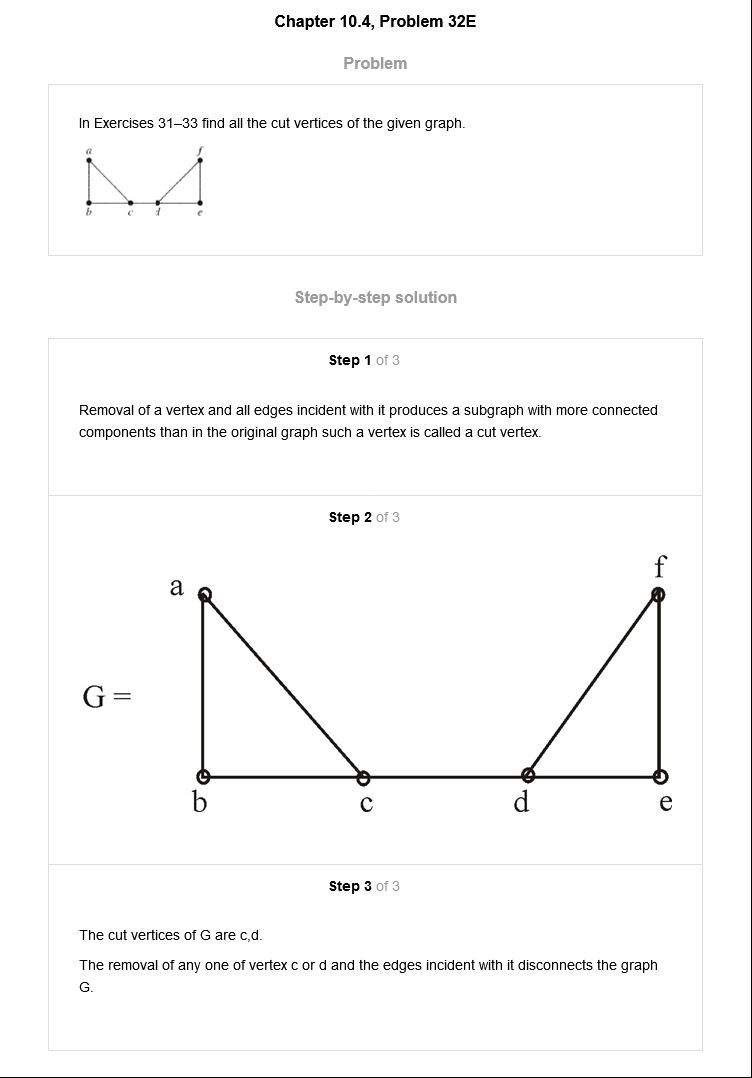 Chapter 10.4, Problem 32E
Problem
In Exercises 31–33 find all the cut vertices of the given graph.
a f
b c d e
Step-by-step solution
Step 1 of 3
Removal of a vertex and all edges incident with it produces a subgraph with more connected
components than in the original graph such a vertex is called a cut vertex.
Step 2 of 3
f
a
G =
b c d e
Step 3 of 3
The cut vertices of G are c,d.
The removal of any one of vertex c or d and the edges incident with it disconnects the graph
G.